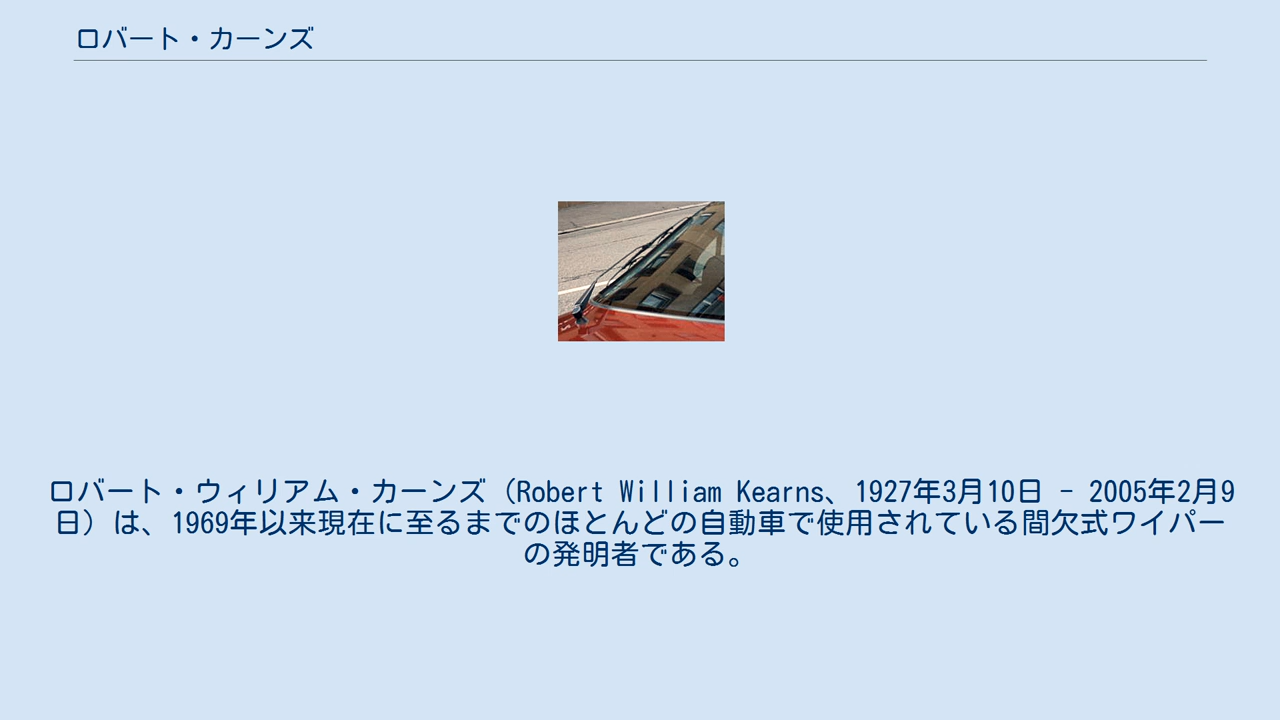 ロバート・カーンズ
ロバート・ウィリアム・カーンズ（Robert William Kearns、1927年3月10日 - 2005年2月9
日）は、1969年以来現在に至るまでのほとんどの自動車で使用されている間欠式ワイパー
の発明者である。